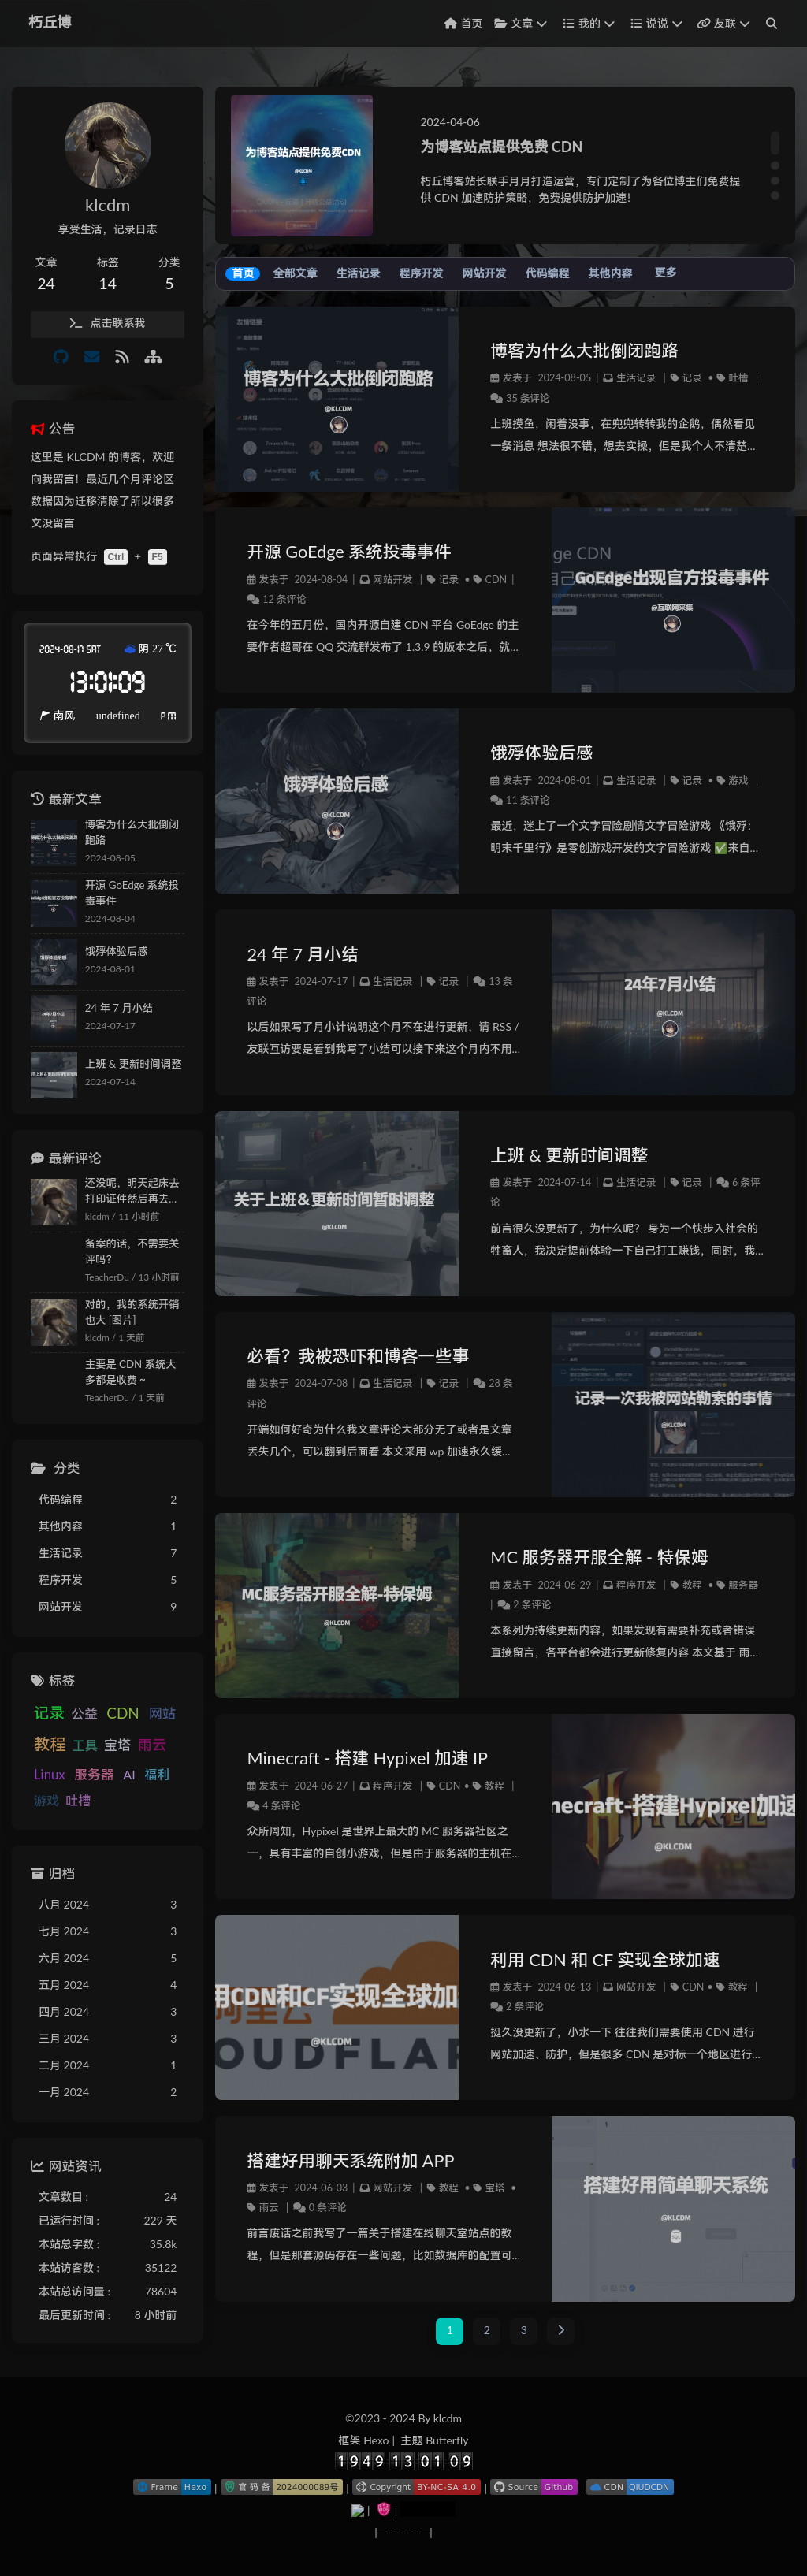 朽丘博
首页 文章 我的 说说 友联
klcdm
享受生活，记录日志
文章 标签 分类
24 14 5
点击联系我
公告
这里是 KLCDM 的博客，欢迎
向我留言！最近几个月评论区
数据因为迁移清除了所以很多
文没留言
页面异常执行 Ctrl + F5
2024-08-17 SAT 阴 27 ℃
13:01:09
南风 undefined PM
最新文章
博客为什么大批倒闭
跑路
2024-08-05
开源 GoEdge 系统投
毒事件
2024-08-04
饿殍体验后感
2024-08-01
24 年 7 月小结
2024-07-17
上班 & 更新时间调整
2024-07-14
最新评论
还没呢，明天起床去
打印证件然后再去...
klcdm / 11 小时前
备案的话，不需要关
评吗?
TeacherDu / 13 小时前
对的，我的系统开销
也大 [图片]
klcdm / 1 天前
主要是 CDN 系统大
多都是收费 ~
TeacherDu / 1 天前
分类
代码编程 2
其他内容 1
生活记录 7
程序开发 5
网站开发 9
标签
记录 公益 CDN 网站
教程 工具 宝塔 雨云
Linux 服务器 AI 福利
游戏 吐槽
归档
八月 2024 3
七月 2024 3
六月 2024 5
五月 2024 4
四月 2024 3
三月 2024 3
二月 2024 1
一月 2024 2
网站资讯
文章数目 : 24
已运行时间 : 229 天
本站总字数 : 35.8k
本站访客数 : 35122
本站总访问量 : 78604
最后更新时间 : 8 小时前
为博客站点提供免费CDN
@KLCDM
2024-04-06
为博客站点提供免费 CDN
朽丘博客站长联手月月打造运营，专门定制了为各位博主们免费提
供 CDN 加速防护策略，免费提供防护加速!
首页 全部文章 生活记录 程序开发 网站开发 代码编程 其他内容 更多
博客为什么大批倒闭跑路
@KLCDM
博客为什么大批倒闭跑路
发表于 2024-08-05 | 生活记录 | 记录 • 吐槽 |
35 条评论
上班摸鱼，闲着没事，在兜兜转转我的企鹅，偶然看见
一条消息 想法很不错，想去实操，但是我个人不清楚...
开源 GoEdge 系统投毒事件
发表于 2024-08-04 | 网站开发 | 记录 • CDN |
12 条评论
在今年的五月份，国内开源自建 CDN 平台 GoEdge 的主
要作者超哥在 QQ 交流群发布了 1.3.9 的版本之后，就...
GoEdge出现官方投毒事件
@互联网采集
饿殍体验后感
@KLCDM
饿殍体验后感
发表于 2024-08-01 | 生活记录 | 记录 • 游戏 |
11 条评论
最近，迷上了一个文字冒险剧情文字冒险游戏 《饿殍：
明末千里行》是零创游戏开发的文字冒险游戏 ✅来自...
24 年 7 月小结
发表于 2024-07-17 | 生活记录 | 记录 | 13 条
评论
以后如果写了月小计说明这个月不在进行更新，请 RSS /
友联互访要是看到我写了小结可以接下来这个月内不用...
24年7月小结
@KLCDM
关于上班&更新时间暂时调整
@KLCDM
上班 & 更新时间调整
发表于 2024-07-14 | 生活记录 | 记录 | 6 条评
论
前言很久没更新了，为什么呢？ 身为一个快步入社会的
牲畜人，我决定提前体验一下自己打工赚钱，同时，我...
必看？我被恐吓和博客一些事
发表于 2024-07-08 | 生活记录 | 记录 | 28 条
评论
开端如何好奇为什么我文章评论大部分无了或者是文章
丢失几个，可以翻到后面看 本文采用 wp 加速永久缓...
记录一次我被网站勒索的事情
@KLCDM
MC服务器开服全解-特保姆
@KLCDM
MC 服务器开服全解 - 特保姆
发表于 2024-06-29 | 程序开发 | 教程 • 服务器
| 2 条评论
本系列为持续更新内容，如果发现有需要补充或者错误
直接留言，各平台都会进行更新修复内容 本文基于 雨...
Minecraft - 搭建 Hypixel 加速 IP
发表于 2024-06-27 | 程序开发 | CDN • 教程 |
4 条评论
众所周知，Hypixel 是世界上最大的 MC 服务器社区之
一，具有丰富的自创小游戏，但是由于服务器的主机在...
necraft-搭建Hypixel加速
@KLCDM
用CDN和CF实现全球加
阿里云
OUDFLAR
@KLCDM
利用 CDN 和 CF 实现全球加速
发表于 2024-06-13 | 网站开发 | CDN • 教程 |
2 条评论
挺久没更新了，小水一下 往往我们需要使用 CDN 进行
网站加速、防护，但是很多 CDN 是对标一个地区进行...
搭建好用聊天系统附加 APP
发表于 2024-06-03 | 网站开发 | 教程 • 宝塔 •
雨云 | 0 条评论
前言废话之前我写了一篇关于搭建在线聊天室站点的教
程，但是那套源码存在一些问题，比如数据库的配置可...
搭建好用简单聊天系统
@KLCDM
1 2 3
©2023 - 2024 By klcdm
框架 Hexo | 主题 Butterfly
1949 13 01 09
Frame Hexo | 官 码 备 2024000089号 | Copyright BY-NC-SA 4.0 | Source Github | CDN QIUDCDN
| |
|——————|